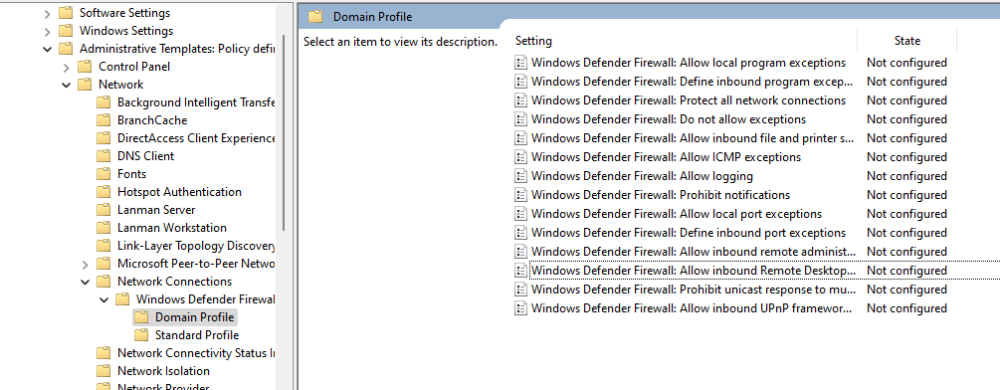 Software Settings
Windows Settings
Administrative Templates: Policy defi
Control Panel
Network
Background Intelligent Transfe
BranchCache
DirectAccess Client Experience
DNS Client
Fonts
Hotspot Authentication
Lanman Server
Lanman Workstation
Link-Layer Topology Discovery
Microsoft Peer-to-Peer Netwo
Network Connections
Windows Defender Firewal
Domain Profile
Standard Profile
Network Connectivity Status I
Network Isolation
Network Provider
Domain Profile
Select an item to view its description.
Setting State
Windows Defender Firewall: Allow local program exceptions Not configured
Windows Defender Firewall: Define inbound program excep... Not configured
Windows Defender Firewall: Protect all network connections Not configured
Windows Defender Firewall: Do not allow exceptions Not configured
Windows Defender Firewall: Allow inbound file and printer s... Not configured
Windows Defender Firewall: Allow ICMP exceptions Not configured
Windows Defender Firewall: Allow logging Not configured
Windows Defender Firewall: Prohibit notifications Not configured
Windows Defender Firewall: Allow local port exceptions Not configured
Windows Defender Firewall: Define inbound port exceptions Not configured
Windows Defender Firewall: Allow inbound remote administ... Not configured
Windows Defender Firewall: Allow inbound Remote Desktop... Not configured
Windows Defender Firewall: Prohibit unicast response to mu... Not configured
Windows Defender Firewall: Allow inbound UPnP framewor... Not configured